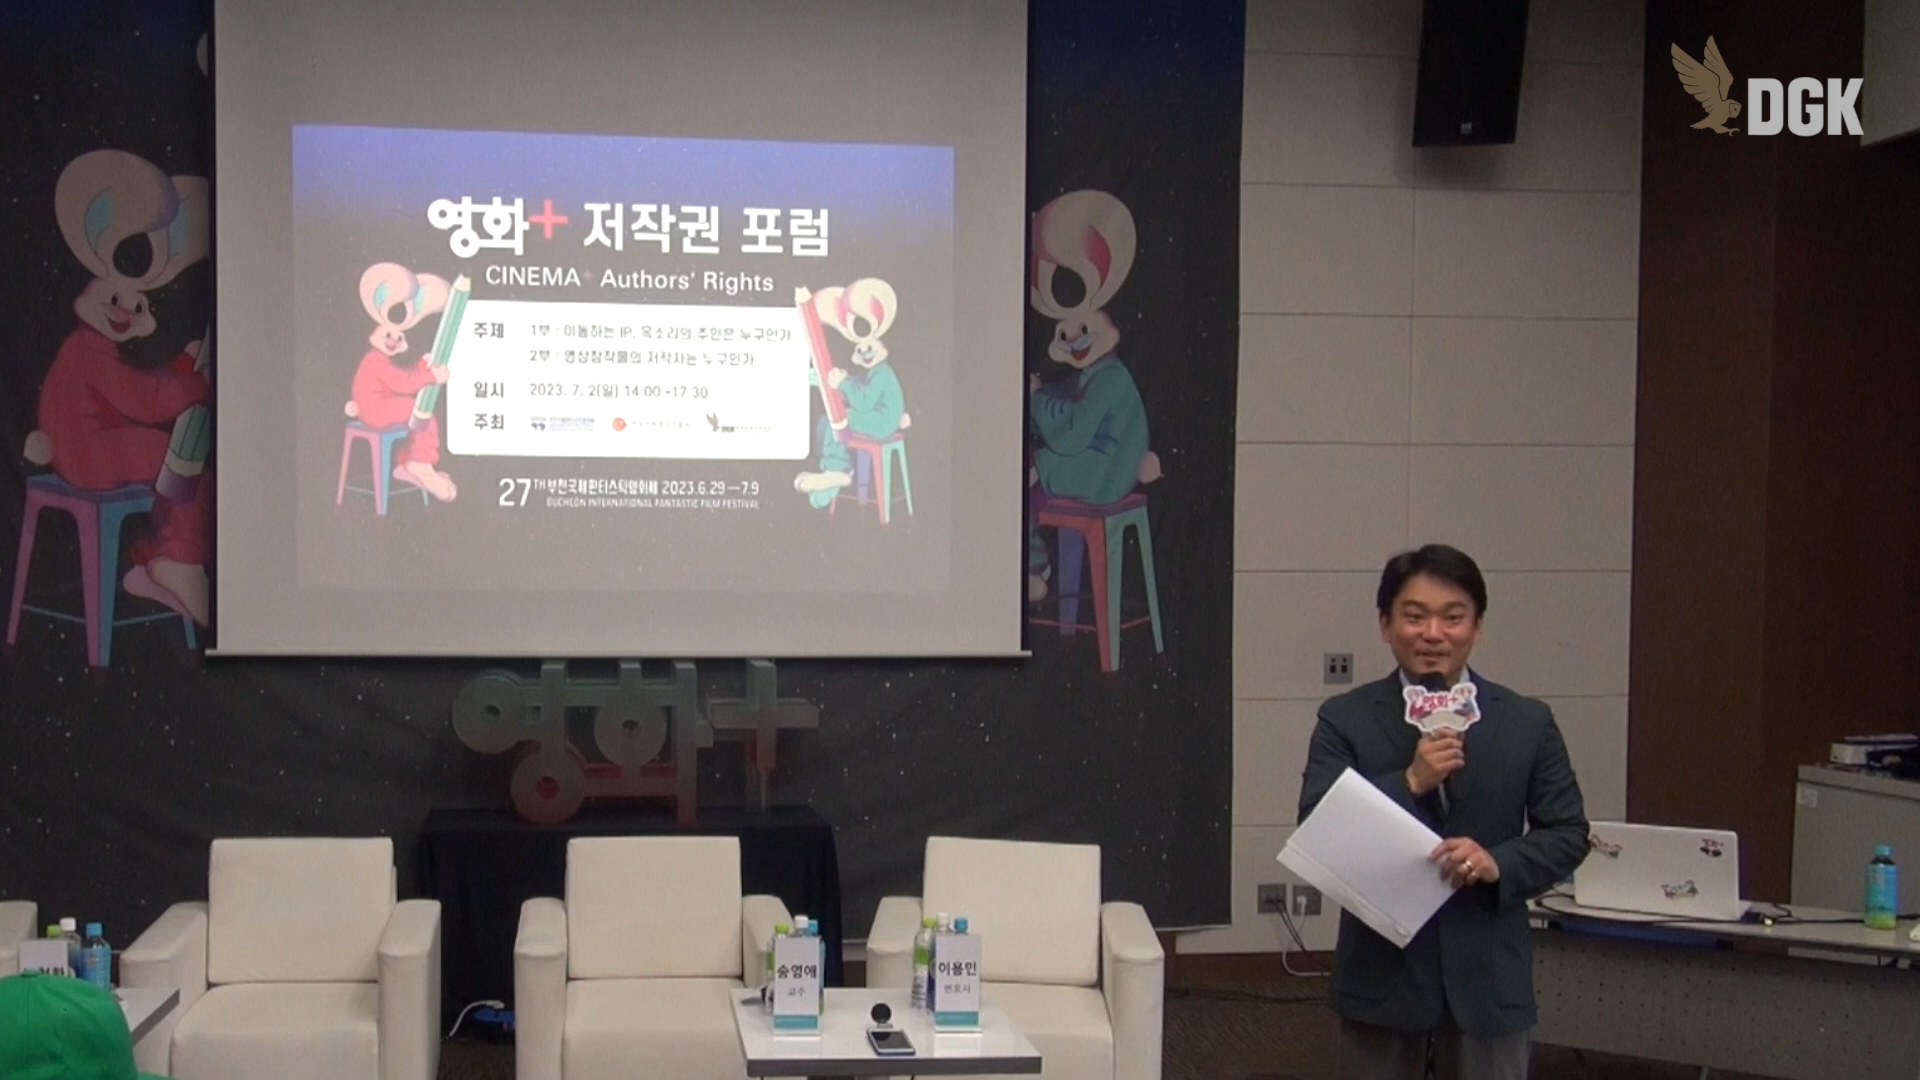 DGK
영화+ 저작권 포럼
CINEMA+ Authors' Rights
주제 1부 : 이동하는 IP, 목소리의 주인은 누구인가
2부 : 영상창작물의 저작자는 누구인가
일시 2023. 7. 2(일) 14:00 -17:30
주최
DGK
27TH 부천국제판타스틱영화제 2023.6.29—7.9
BUCHEON INTERNATIONAL FANTASTIC FILM FESTIVAL
영화+
영화+
송영애
교수
이용민
변호사